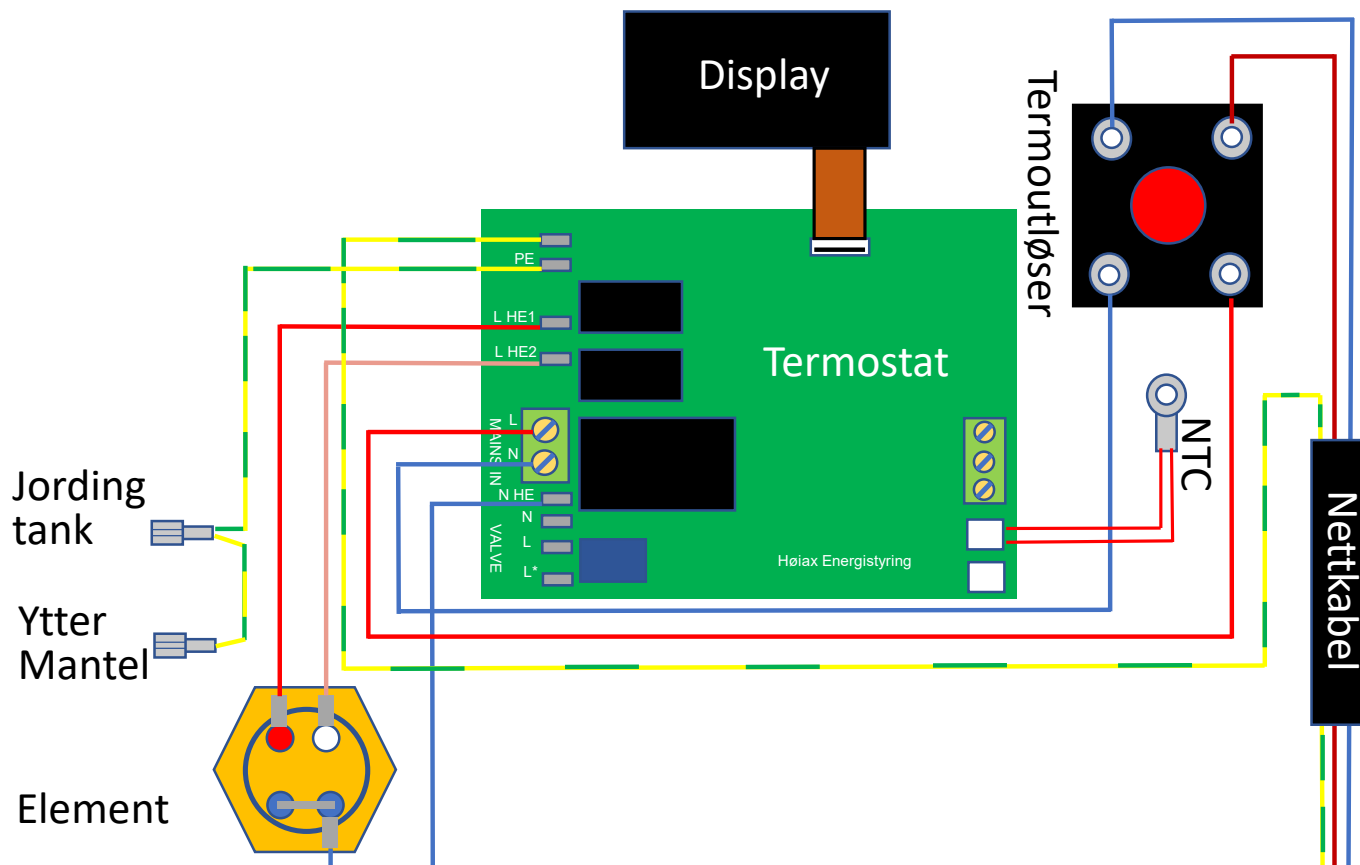 Display
Termoutløser
PE
L HE1
L HE2
Termostat
L
N
MAINS IN
N HE
N
L
L*
VALVE
Høiax Energistyring
NTC
Nettkabel
Jording
tank
Ytter
Mantel
Element